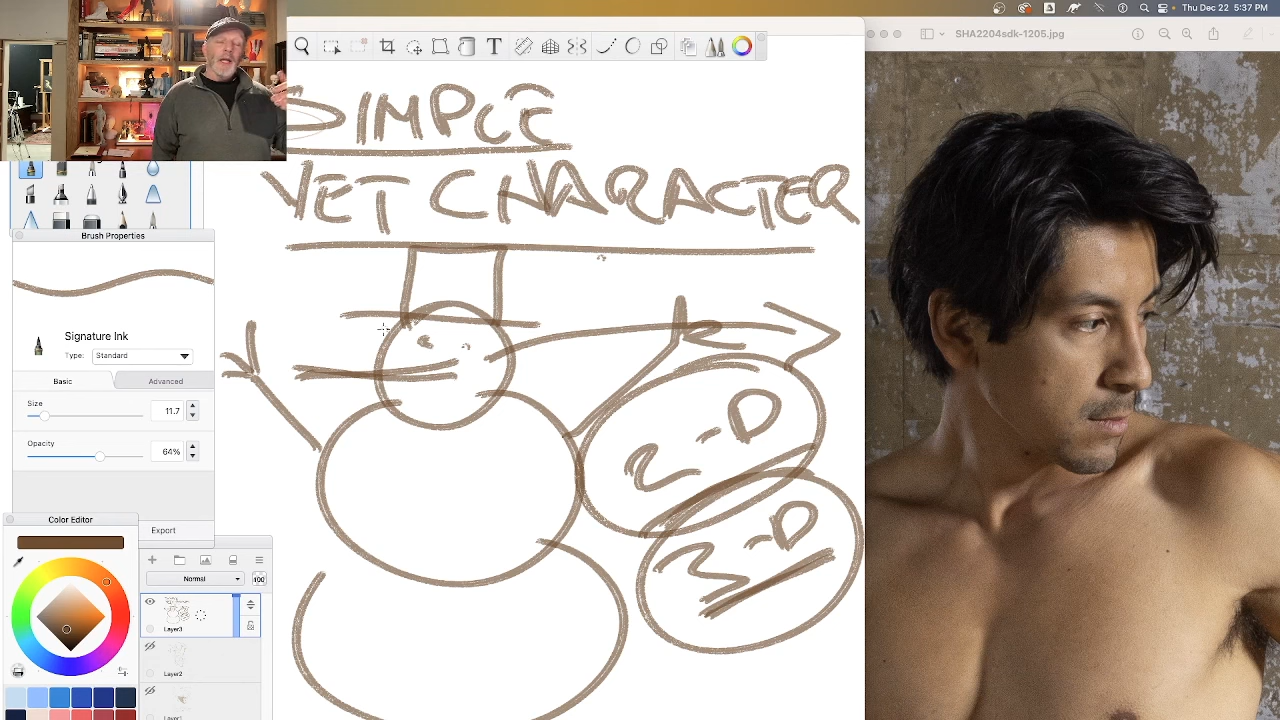 Thu Dec 22 5:37 PM
SHA2204sdk-1205.jpg
SIMPLE
YET CHARACTER
2-D
3-D
Brush Properties
Signature Ink
Type: Standard
Basic Advanced
Size
11.7
Opacity
64%
Export
Color Editor
Normal
100
Layer3
Layer2
Layer1